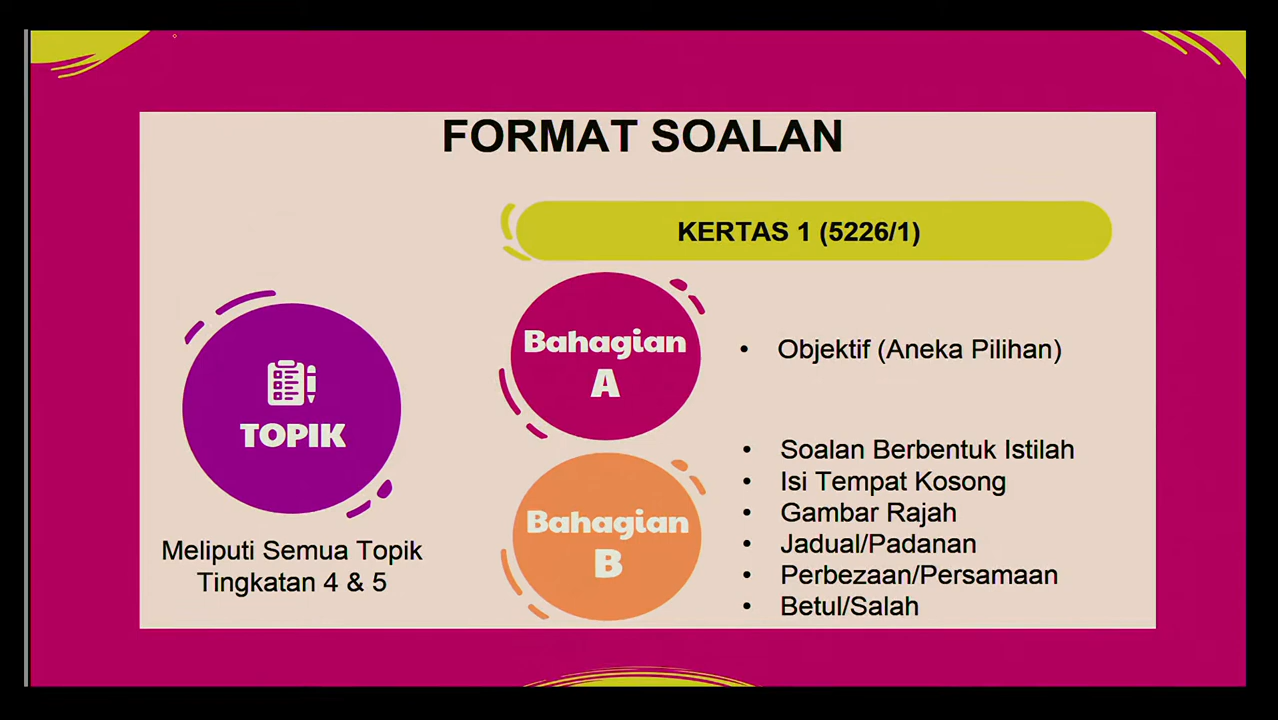 FORMAT SOALAN
KERTAS 1 (5226/1)
TOPIK
Meliputi Semua Topik
Tingkatan 4 & 5
Bahagian
A
• Objektif (Aneka Pilihan)
Bahagian
B
• Soalan Berbentuk Istilah
• Isi Tempat Kosong
• Gambar Rajah
• Jadual/Padanan
• Perbezaan/Persamaan
• Betul/Salah